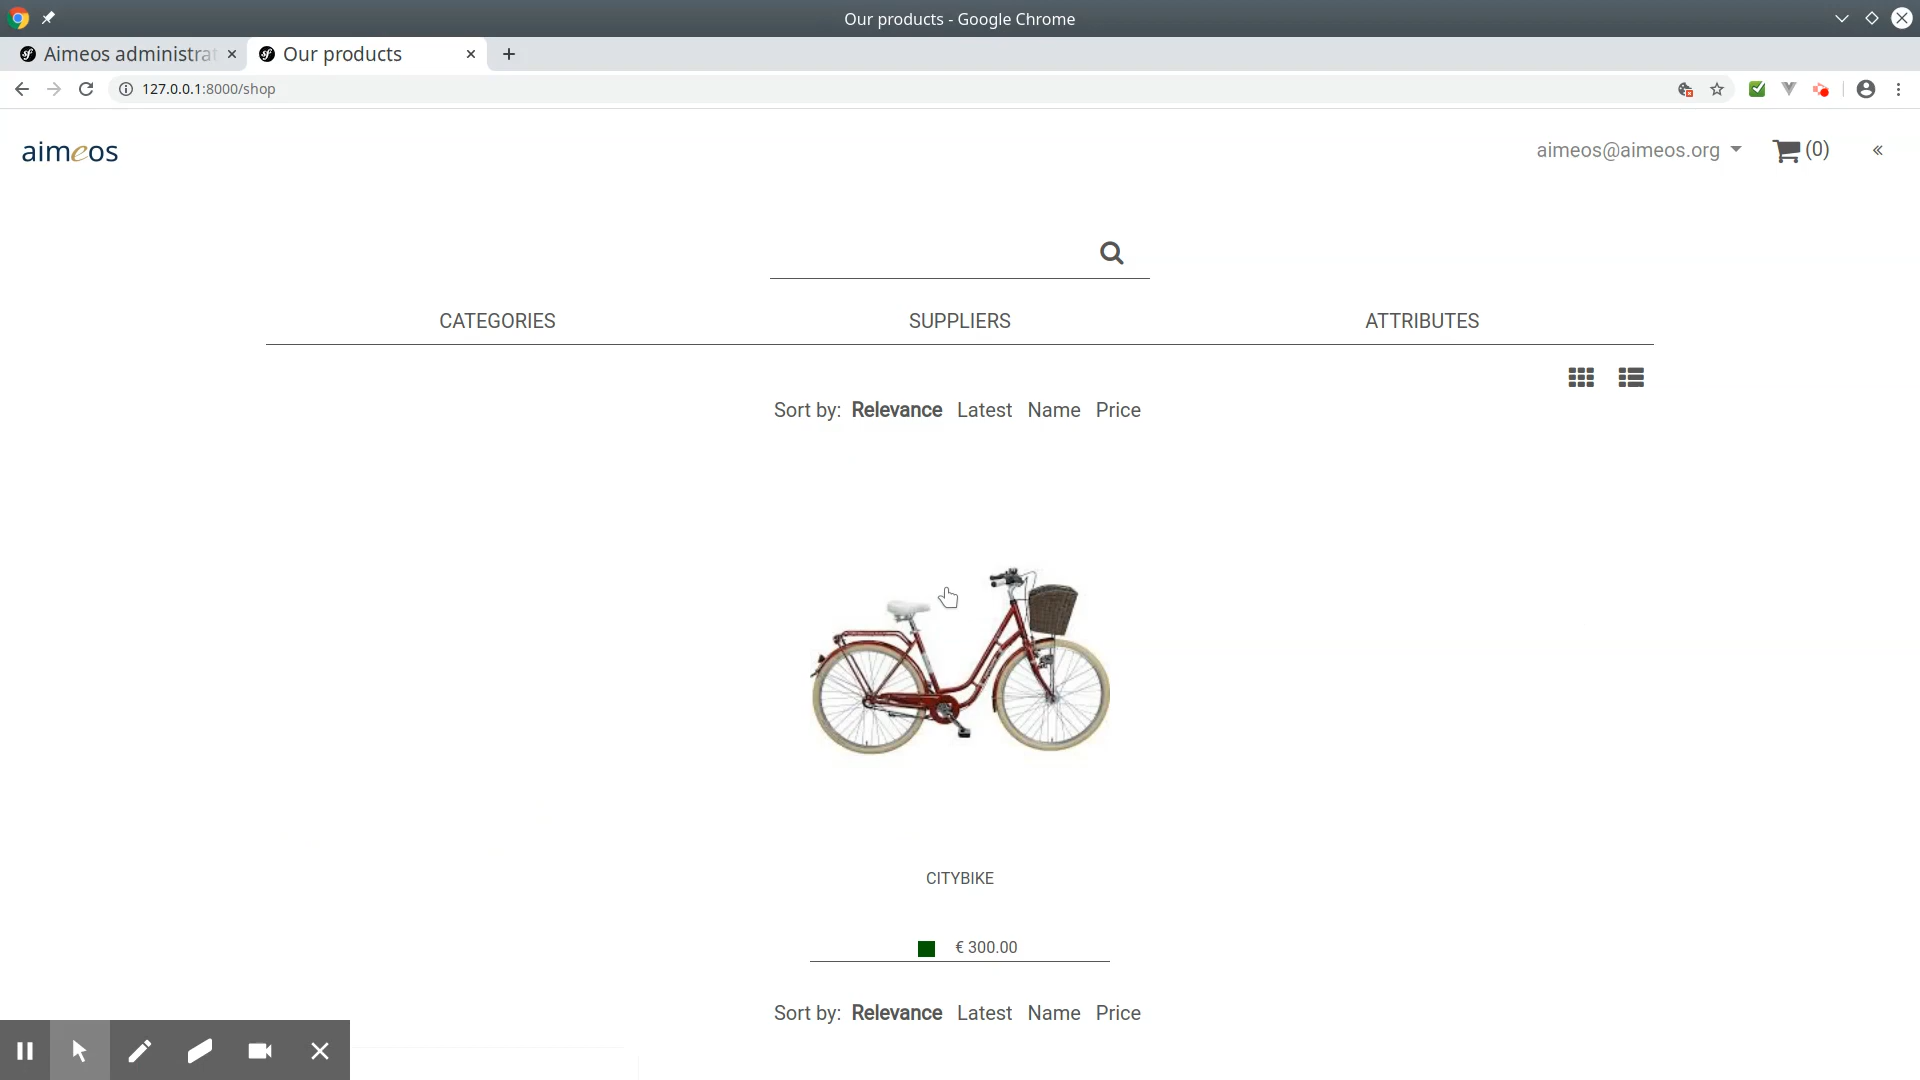 Our products - Google Chrome
Aimeos administrat
Our products
127.0.0.1:8000/shop
aimeos
aimeos@aimeos.org
(0)
«
CATEGORIES SUPPLIERS ATTRIBUTES
Sort by: Relevance Latest Name Price
CITYBIKE
€ 300.00
Sort by: Relevance Latest Name Price